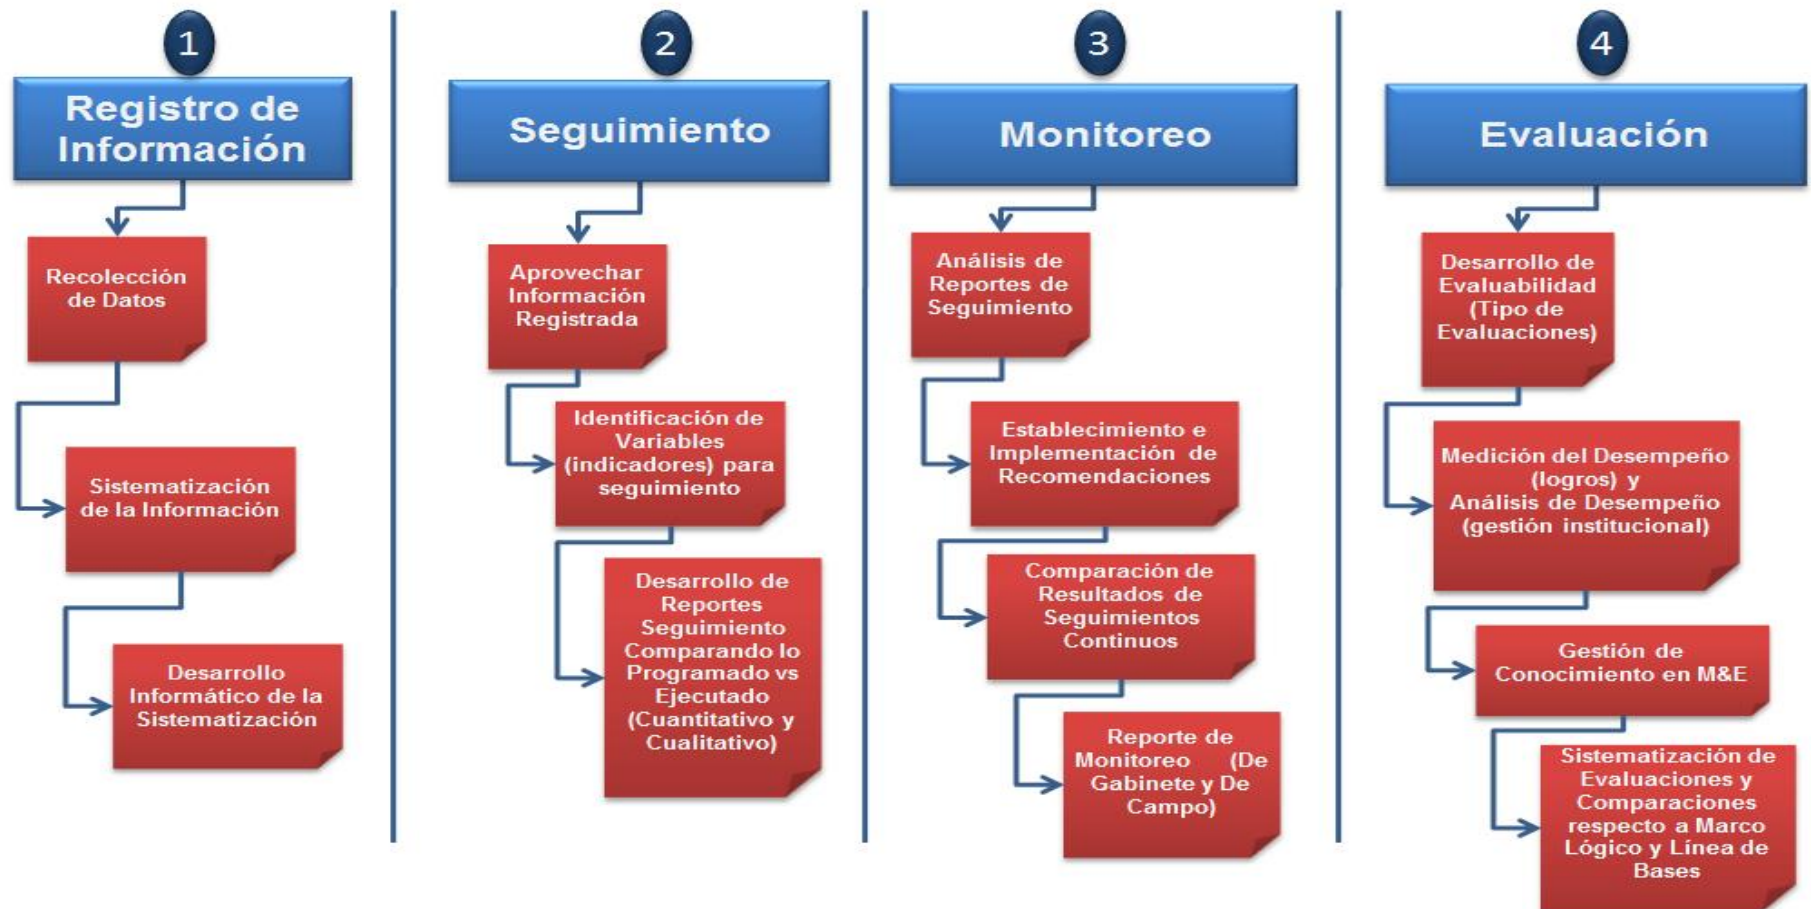 1
Registro de
Información
Recolección
de Datos
Sistematización
de la Información
Desarrollo
Informático de la
Sistematización
2
Seguimiento
Aprovechar
Información
Registrada
Identificación de
Variables
(indicadores) para
seguimiento
Desarrollo de
Reportes
Seguimiento
Comparando lo
Programado vs
Ejecutado
(Cuantitativo y
Cualitativo)
3
Monitoreo
Análisis de
Reportes de
Seguimiento
Establecimiento e
Implementación de
Recomendaciones
Comparación de
Resultados de
Seguimientos
Continuos
Reporte de
Monitoreo (De
Gabinete y De
Campo)
4
Evaluación
Desarrollo de
Evaluabilidad
(Tipo de
Evaluaciones)
Medición del Desempeño
(logros) y
Análisis de Desempeño
(gestión institucional)
Gestión de
Conocimiento en M&E
Sistematización de
Evaluaciones y
Comparaciones
respecto a Marco
Lógico y Línea de
Bases